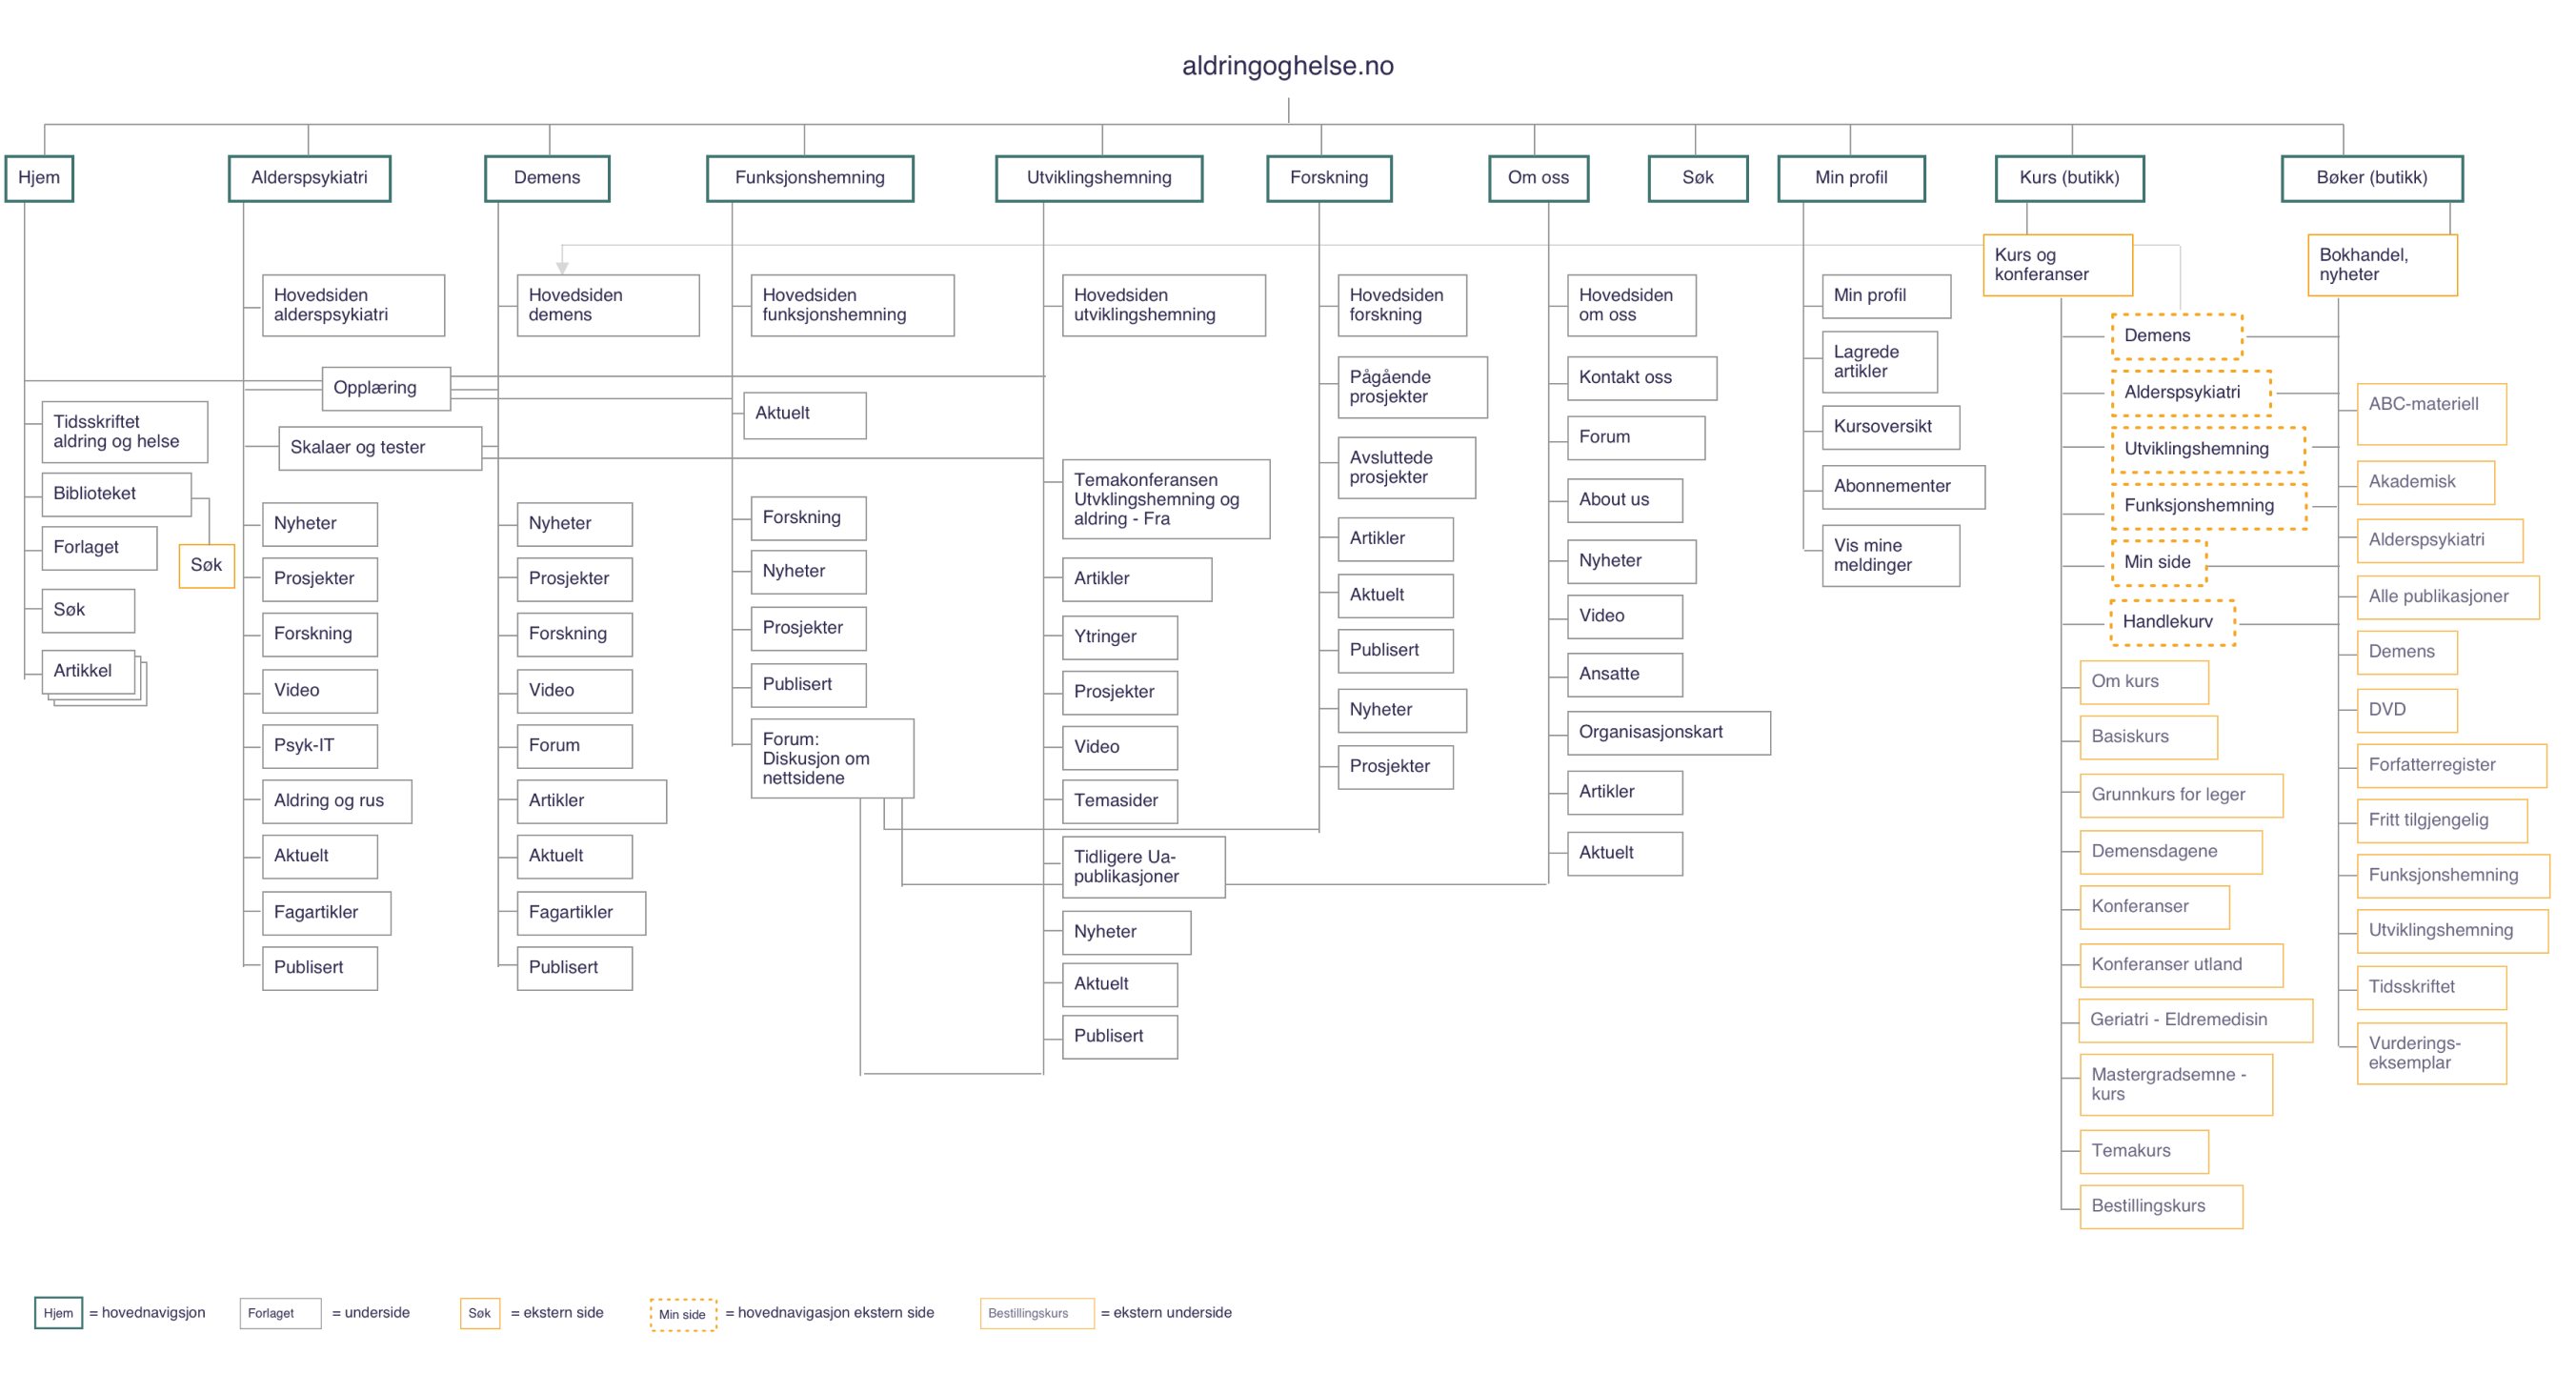 aldringoghelse.no
Hjem
Alderspsykiatri
Demens
Funksjonshemning
Utviklingshemning
Forskning
Om oss
Søk
Min profil
Kurs (butikk)
Bøker (butikk)
Tidsskriftet
aldring og helse
Biblioteket
Forlaget
Søk
Søk
Artikkel
Hovedsiden
alderspsykiatri
Opplæring
Skalaer og tester
Nyheter
Prosjekter
Forskning
Video
Psyk-IT
Aldring og rus
Aktuelt
Fagartikler
Publisert
Hovedsiden
demens
Nyheter
Prosjekter
Forskning
Video
Forum
Artikler
Aktuelt
Fagartikler
Publisert
Hovedsiden
funksjonshemning
Aktuelt
Forskning
Nyheter
Prosjekter
Publisert
Forum:
Diskusjon om
nettsidene
Hovedsiden
utviklingshemning
Temakonferansen
Utvklingshemning og
aldring - Fra
Artikler
Ytringer
Prosjekter
Video
Temasider
Tidligere Ua-
publikasjoner
Nyheter
Aktuelt
Publisert
Hovedsiden
forskning
Pågående
prosjekter
Avsluttede
prosjekter
Artikler
Aktuelt
Publisert
Nyheter
Prosjekter
Hovedsiden
om oss
Kontakt oss
Forum
About us
Nyheter
Video
Ansatte
Organisasjonskart
Artikler
Aktuelt
Min profil
Lagrede
artikler
Kursoversikt
Abonnementer
Vis mine
meldinger
Kurs og
konferanser
Demens
Alderspsykiatri
Utviklingshemning
Funksjonshemning
Min side
Handlekurv
Om kurs
Basiskurs
Grunnkurs for leger
Demensdagene
Konferanser
Konferanser utland
Geriatri - Eldremedisin
Mastergradsemne -
kurs
Temakurs
Bestillingskurs
Bokhandel,
nyheter
ABC-materiell
Akademisk
Alderspsykiatri
Alle publikasjoner
Demens
DVD
Forfatterregister
Fritt tilgjengelig
Funksjonshemning
Utviklingshemning
Tidsskriftet
Vurderings-
eksemplar
Hjem = hovednavigsjon
Forlaget = underside
Søk = ekstern side
Min side = hovednavigasjon ekstern side
Bestillingskurs = ekstern underside